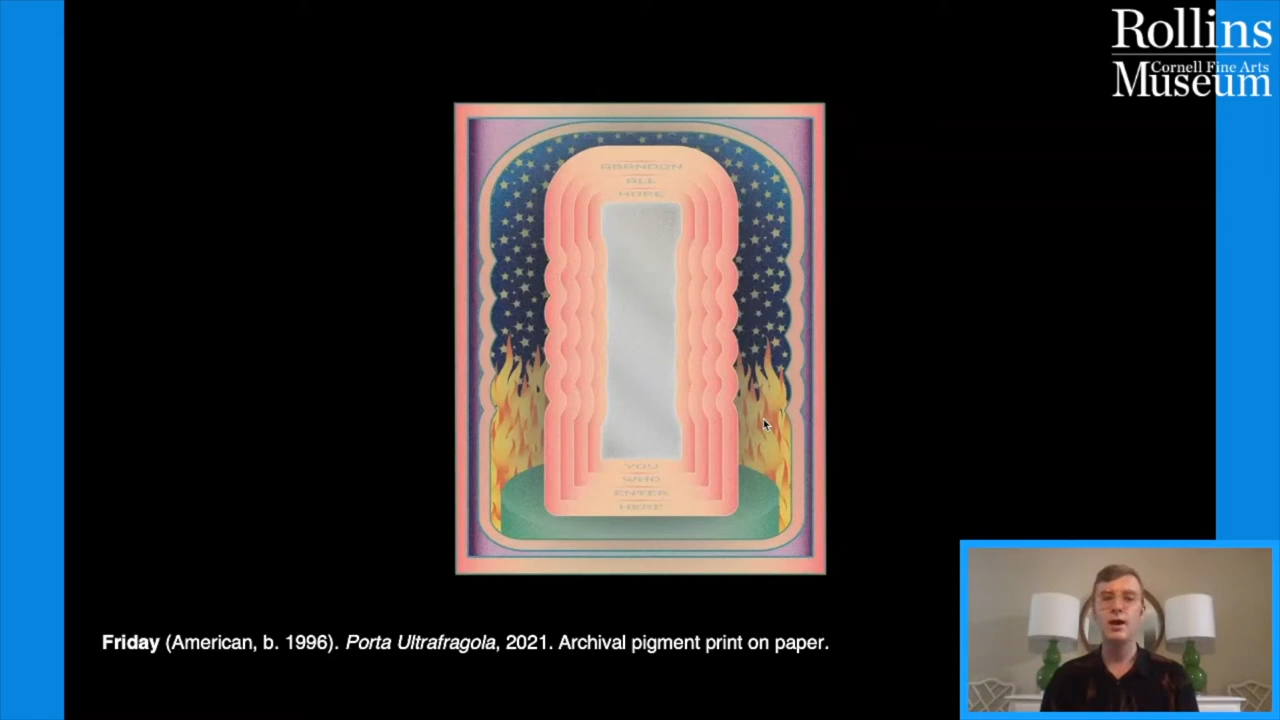 Rollins
Cornell Fine Arts
Museum
ABANDON
ALL
HOPE
YOU
WHO
ENTER
HERE
Friday (American, b. 1996). Porta Ultrafragola, 2021. Archival pigment print on paper.